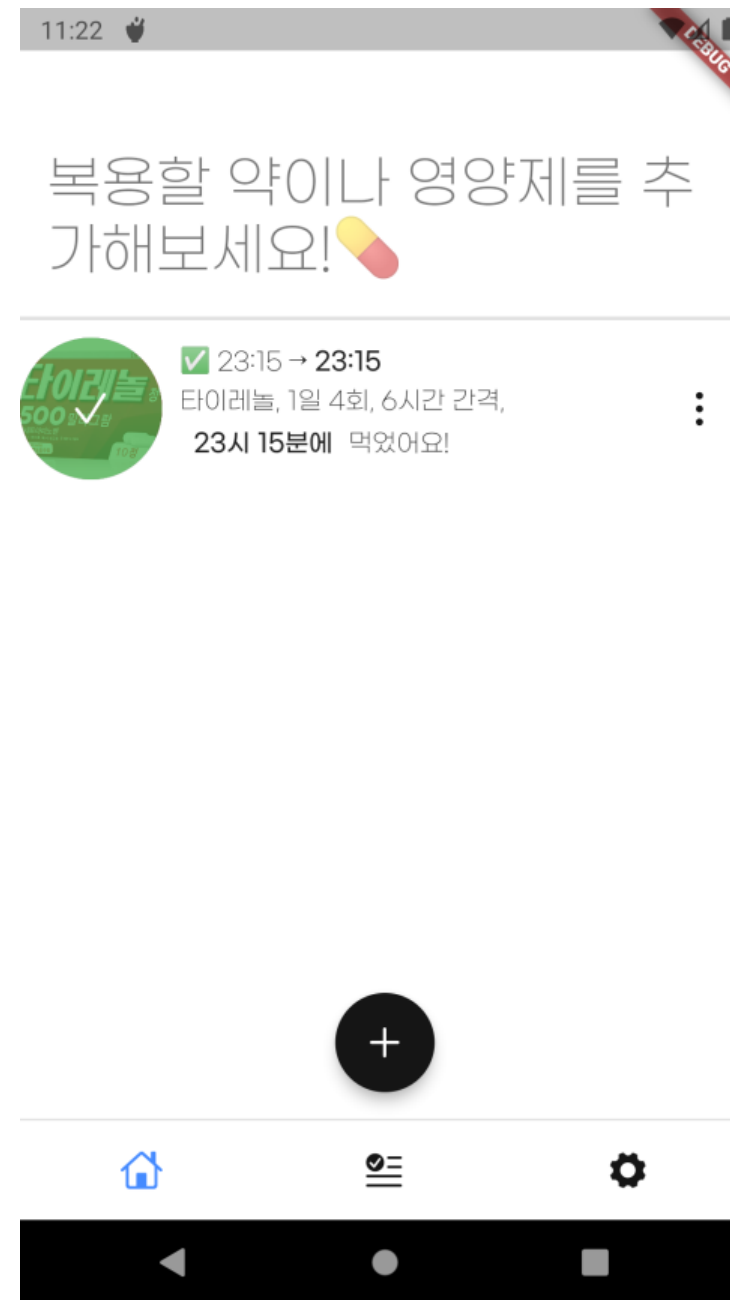 11:22
DEBUG
복용할 약이나 영양제를 추
가해보세요!💊
✅ 23:15 → 23:15
타이레놀, 1일 4회, 6시간 간격,
23시 15분에 먹었어요!
타이레놀
500